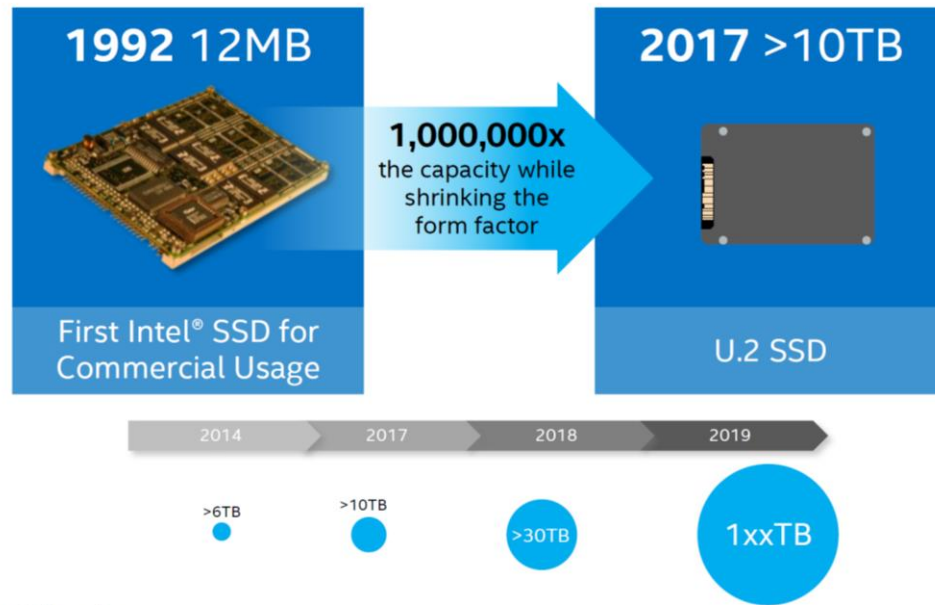 1992 12MB
First Intel® SSD for
Commercial Usage
1,000,000x
the capacity while
shrinking the
form factor
2017 >10TB
U.2 SSD
2014
2017
2018
2019
>6TB
>10TB
>30TB
1xxTB